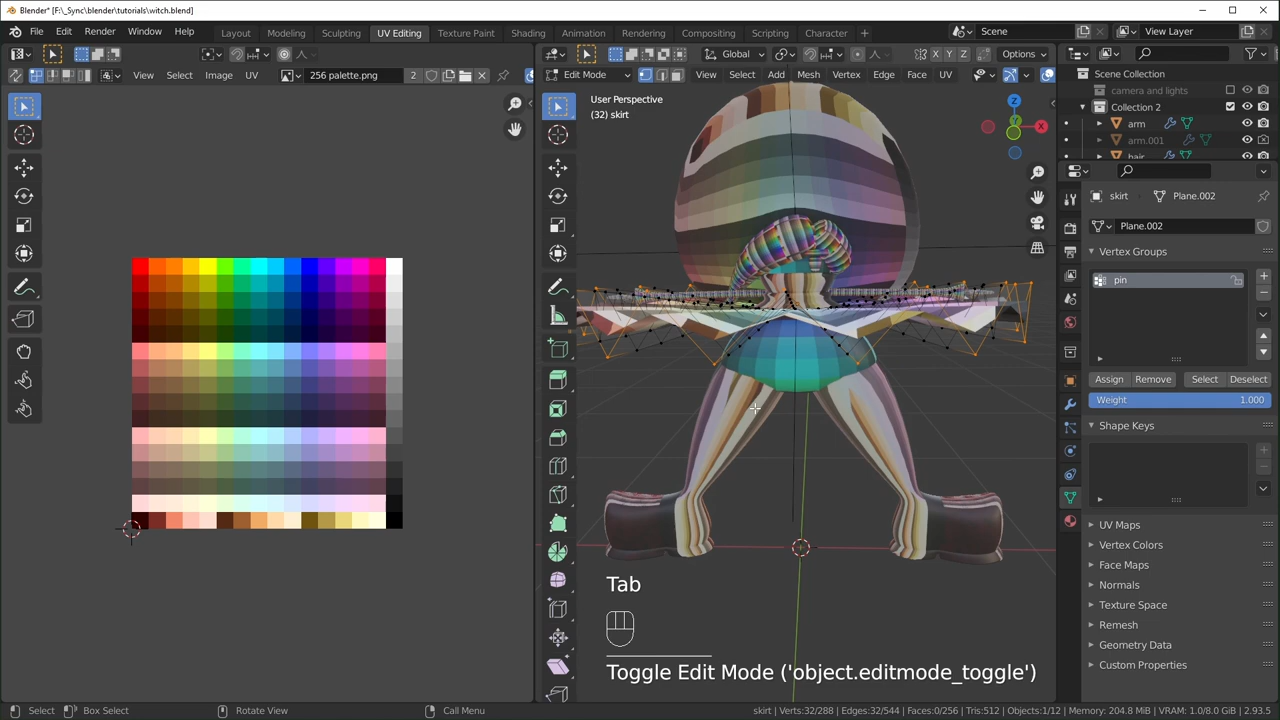 Blender* [F:\_Sync\blender\tutorials\witch.blend]
File Edit Render Window Help Layout Modeling Sculpting UV Editing Texture Paint Shading Animation Rendering Compositing Scripting Character + Scene View Layer
Global Options
View Select Image UV 256 palette.png 2 Edit Mode View Select Add Mesh Vertex Edge Face UV X Y Z
Scene Collection
camera and lights
Collection 2
arm
arm.001
hair
User Perspective
(32) skirt
Z
X
Y
skirt Plane.002
Plane.002
Vertex Groups
pin
Assign Remove Select Deselect
Weight 1.000
Shape Keys
UV Maps
Vertex Colors
Face Maps
Normals
Texture Space
Remesh
Geometry Data
Custom Properties
Tab
Toggle Edit Mode ('object.editmode_toggle')
Select Box Select Rotate View Call Menu skirt | Verts:32/288 | Edges:32/544 | Faces:0/256 | Tris:512 | Objects:1/12 | Memory: 204.8 MiB | VRAM: 1.0/8.0 GiB | 2.93.5